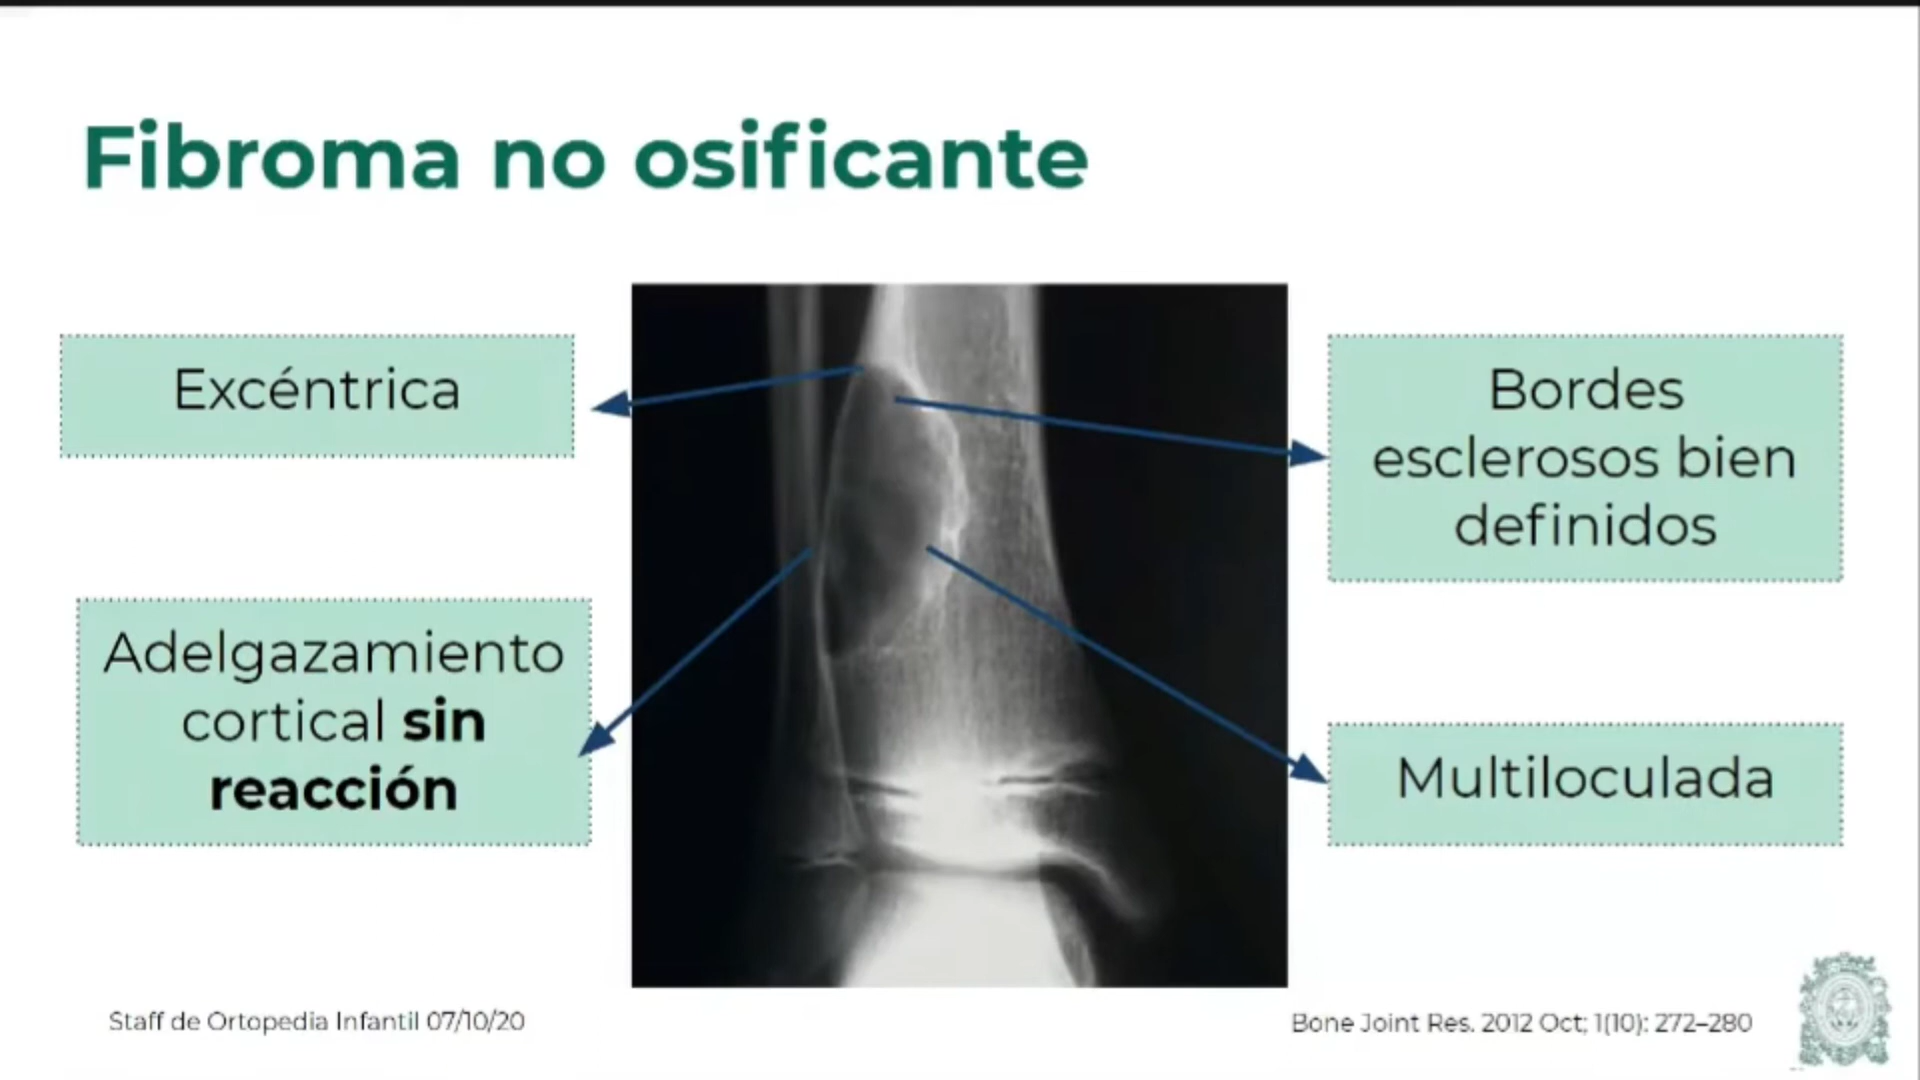 Fibroma no osificante
Excéntrica
Bordes
esclerosos bien
definidos
Adelgazamiento
cortical sin
reacción
Multiloculada
Staff de Ortopedia Infantil 07/10/20
Bone Joint Res. 2012 Oct; 1(10): 272–280